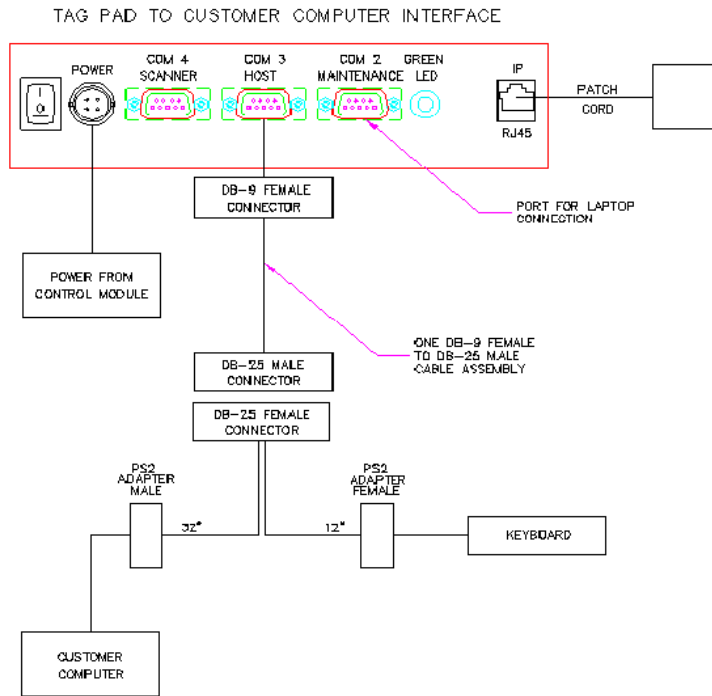 TAG PAD TO CUSTOMER COMPUTER INTERFACE
POWER
COM 4
SCANNER
COM 3
HOST
COM 2
MAINTENANCE
GREEN
LED
IP
RJ45
PATCH
CORD
DB-9 FEMALE
CONNECTOR
PORT FOR LAPTOP
CONNECTION
POWER FROM
CONTROL MODULE
ONE DB-9 FEMALE
TO DB-25 MALE
CABLE ASSEMBLY
DB-25 MALE
CONNECTOR
DB-25 FEMALE
CONNECTOR
PS2
ADAPTER
MALE
PS2
ADAPTER
FEMALE
32"
12"
KEYBOARD
CUSTOMER
COMPUTER